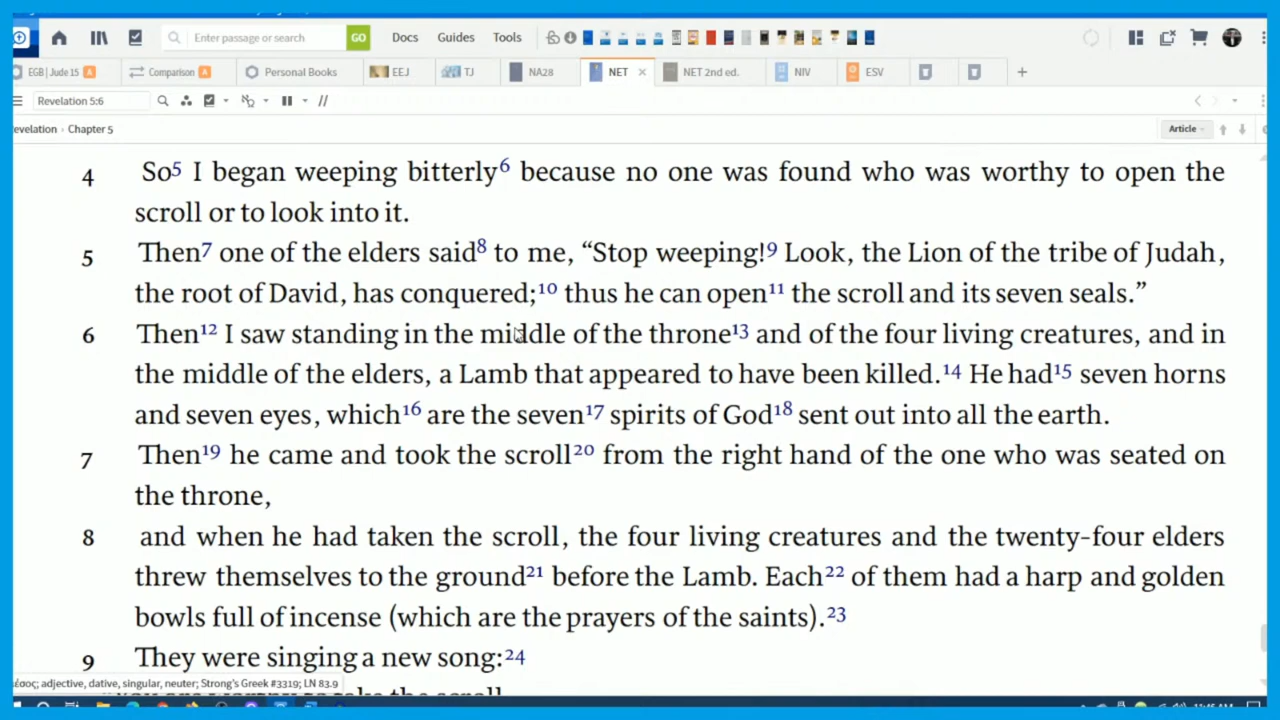 Enter passage or search GO Docs Guides Tools
EGB | Jude 15 A Comparison A Personal Books EEJ TJ NA28 NET NET 2nd ed. NIV ESV
Revelation 5:6 //
evelation › Chapter 5 Article
4 So5 I began weeping bitterly6 because no one was found who was worthy to open the
scroll or to look into it.
5 Then7 one of the elders said8 to me, “Stop weeping!9 Look, the Lion of the tribe of Judah,
the root of David, has conquered;10 thus he can open11 the scroll and its seven seals.”
6 Then12 I saw standing in the middle of the throne13 and of the four living creatures, and in
the middle of the elders, a Lamb that appeared to have been killed.14 He had15 seven horns
and seven eyes, which16 are the seven17 spirits of God18 sent out into all the earth.
7 Then19 he came and took the scroll20 from the right hand of the one who was seated on
the throne,
8 and when he had taken the scroll, the four living creatures and the twenty-four elders
threw themselves to the ground21 before the Lamb. Each22 of them had a harp and golden
bowls full of incense (which are the prayers of the saints).23
9 They were singing a new song:24
έσος; adjective, dative, singular, neuter; Strong's Greek #3319; LN 83.9